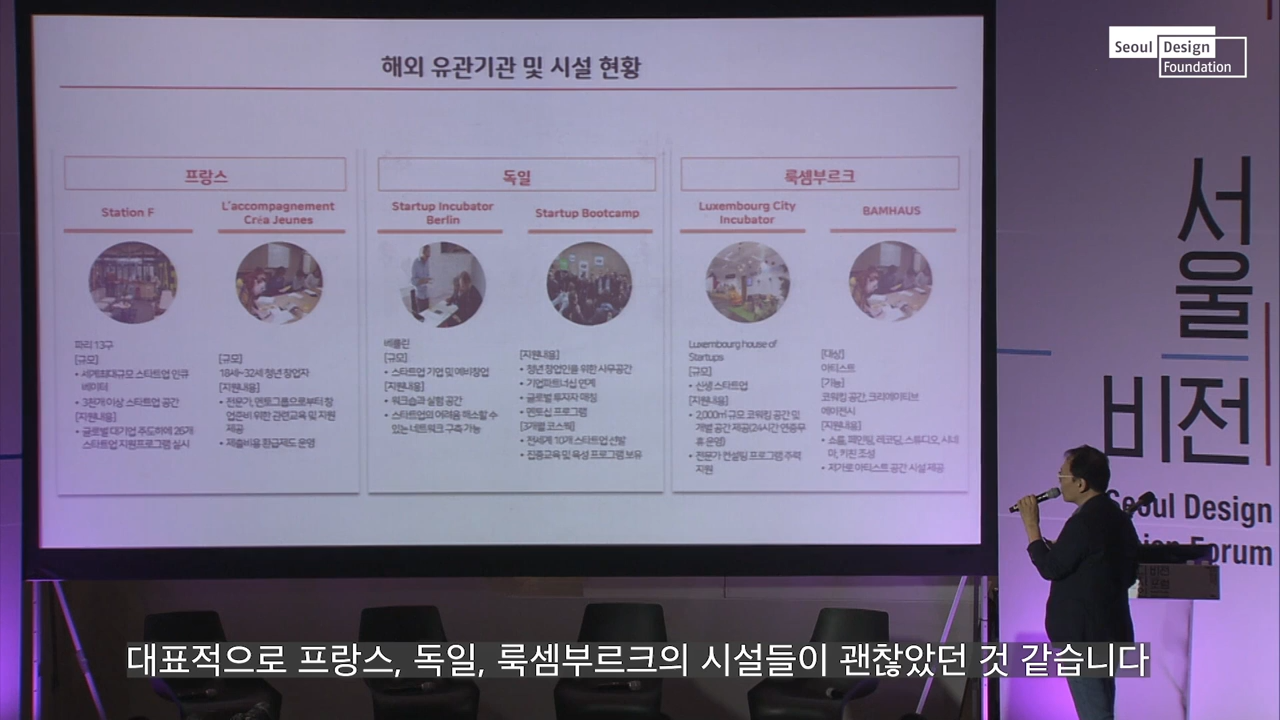 해외 유관기관 및 시설 현황
Seoul Design
Foundation
프랑스
Station F
L'accompagnement
Créa Jeunes
파리 13구
[규모]
• 세계최대규모 스타트업 인큐
베이터
• 3천개 이상 스타트업 공간
[지원내용]
• 글로벌 대기업 주도하에 26개
스타트업 지원프로그램 실시
[규모]
18세~32세 청년 창업자
[지원내용]
• 전문가, 멘토그룹으로부터 창
업준비 위한 관련교육 및 지원
제공
• 제출비용 환급제도 운영
독일
Startup Incubator
Berlin
Startup Bootcamp
베를린
[규모]
• 스타트업 기업 및 예비창업
[지원내용]
• 워크숍과 실험 공간
• 스타트업의 어려움 해소할 수
있는 네트워크 구축 가능
[지원내용]
• 청년 창업인을 위한 사무공간
• 기업파트너십 연계
• 글로벌 투자자 매칭
• 멘토십 프로그램
[3개월 코스웍]
• 전세계 10개 스타트업 선발
• 집중교육 및 육성 프로그램 보유
룩셈부르크
Luxembourg City
Incubator
BAMHAUS
Luxembourg house of
Startups
[규모]
• 신생 스타트업
[지원내용]
• 2,000㎡ 규모 코워킹 공간 및
개별 공간 제공(24시간 연중무
휴 운영)
• 전문가 컨설팅 프로그램 주력
지원
[대상]
아티스트
[기능]
코워킹 공간, 크리에이티브
에이전시
[지원내용]
• 쇼룸, 페인팅, 레코딩, 스튜디오, 시네
마, 키친 조성
• 저가로 아티스트 공간 시설 제공
서울
비전
Seoul Design
Forum
대표적으로 프랑스, 독일, 룩셈부르크의 시설들이 괜찮았던 것 같습니다